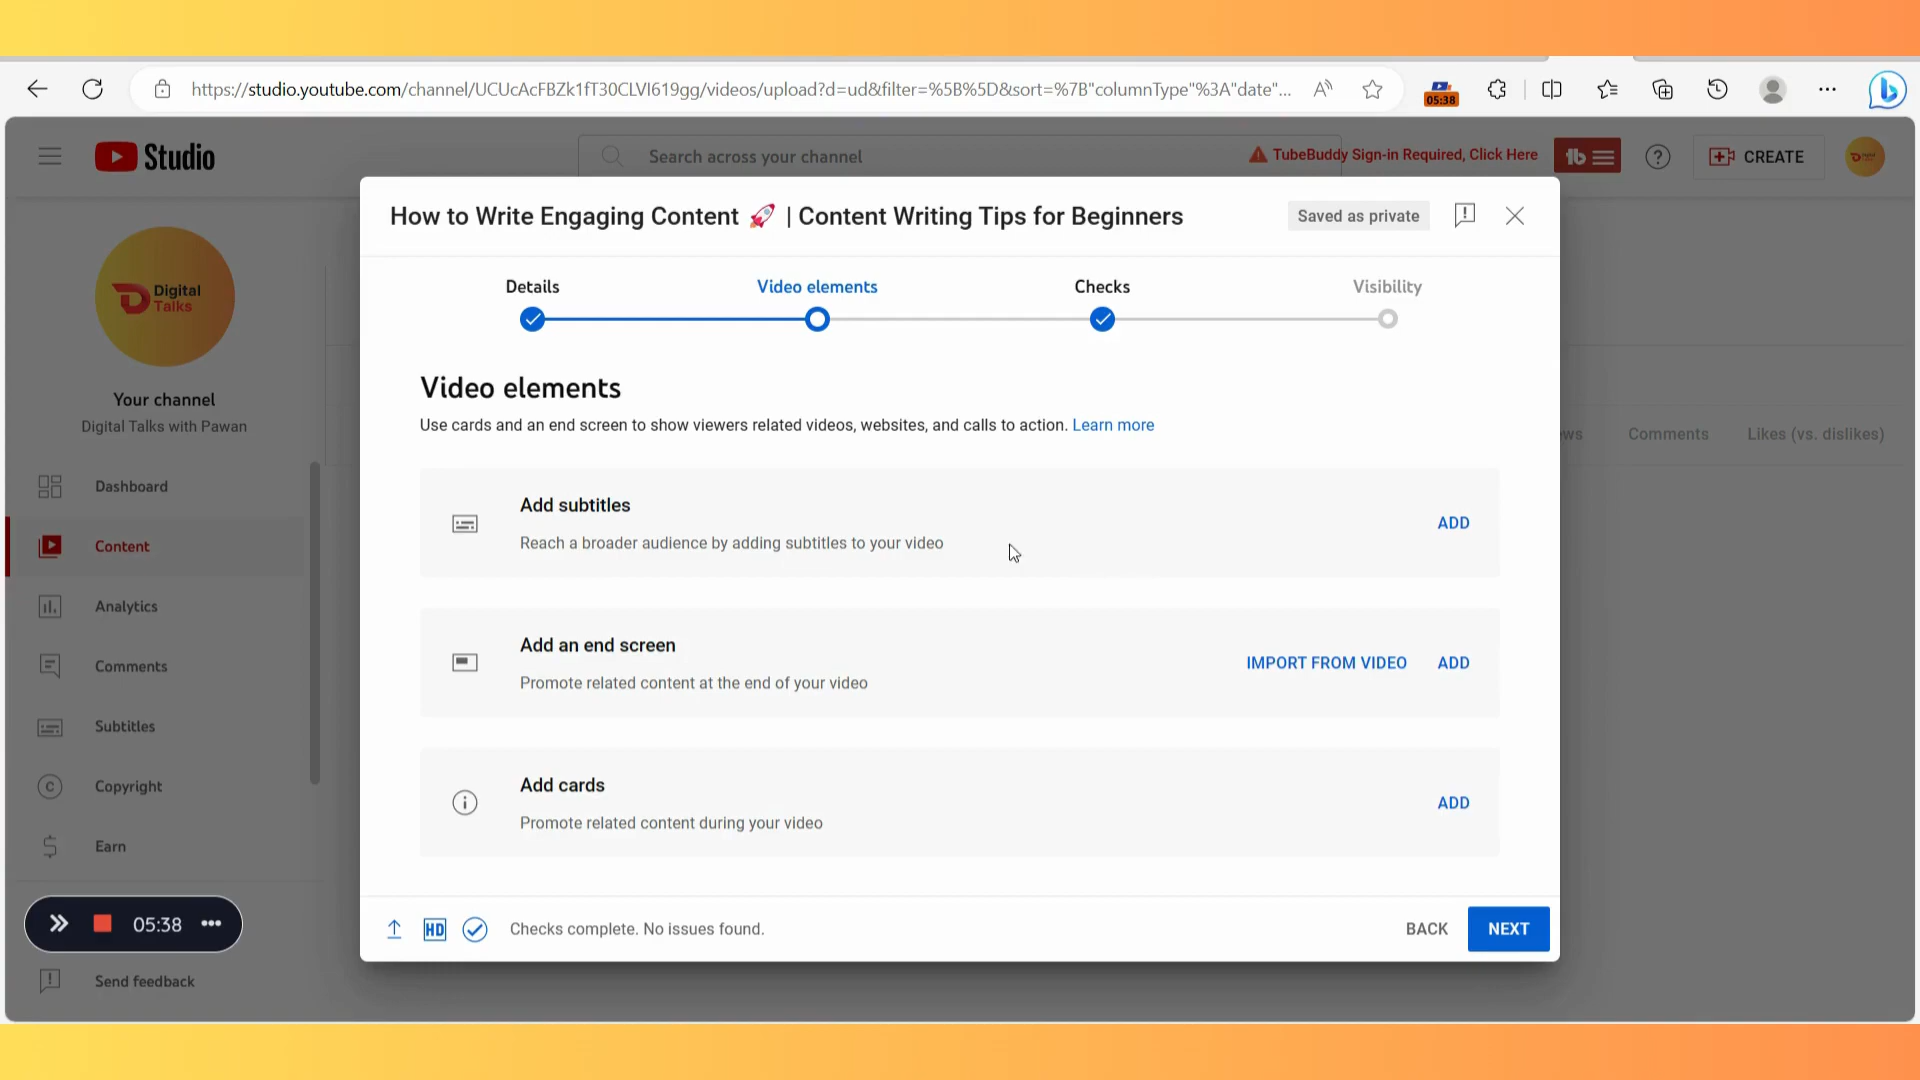 https://studio.youtube.com/channel/UCUcAcFBZk1fT30CLVI619gg/videos/upload?d=ud&filter=%5B%5D&sort=%7B"columnType"%3A"date"...
05:38
Studio
Search across your channel
TubeBuddy Sign-in Required, Click Here
tb
CREATE
How to Write Engaging Content 🚀 | Content Writing Tips for Beginners
Saved as private
Details
Video elements
Checks
Visibility
Digital
Talks
Your channel
Digital Talks with Pawan
Dashboard
Content
Analytics
Comments
Subtitles
Copyright
Earn
05:38
Send feedback
Video elements
Use cards and an end screen to show viewers related videos, websites, and calls to action. Learn more
Add subtitles
Reach a broader audience by adding subtitles to your video
ADD
Add an end screen
Promote related content at the end of your video
IMPORT FROM VIDEO
ADD
Add cards
Promote related content during your video
ADD
Comments
Likes (vs. dislikes)
HD
Checks complete. No issues found.
BACK
NEXT